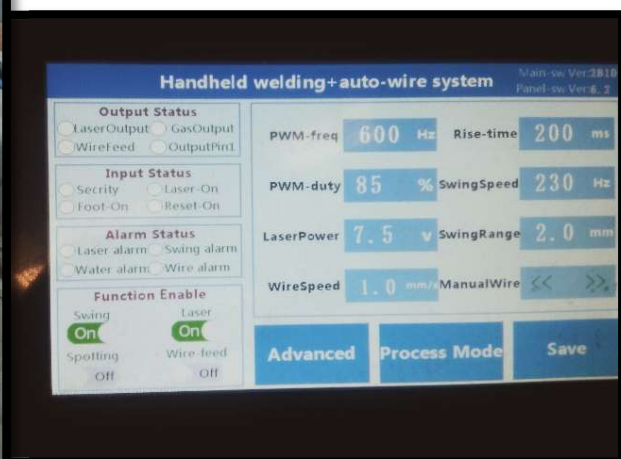 Handheld welding+auto-wire system
Main-sw Ver:2810
Panel-sw Ver:6.2
Output Status
LaserOutput GasOutput
WireFeed OutputPin1
Input Status
Secrity Laser-On
Foot-On Reset-On
Alarm Status
Laser alarm Swing alarm
Water alarm Wire alarm
Function Enable
Swing Laser
On On
Spotting Wire-feed
Off Off
PWM-freq 600 Hz Rise-time 200 ms
PWM-duty 85 % SwingSpeed 230 Hz
LaserPower 7.5 v SwingRange 2.0 mm
WireSpeed 1.0 mm/s ManualWire << >>
Advanced Process Mode Save